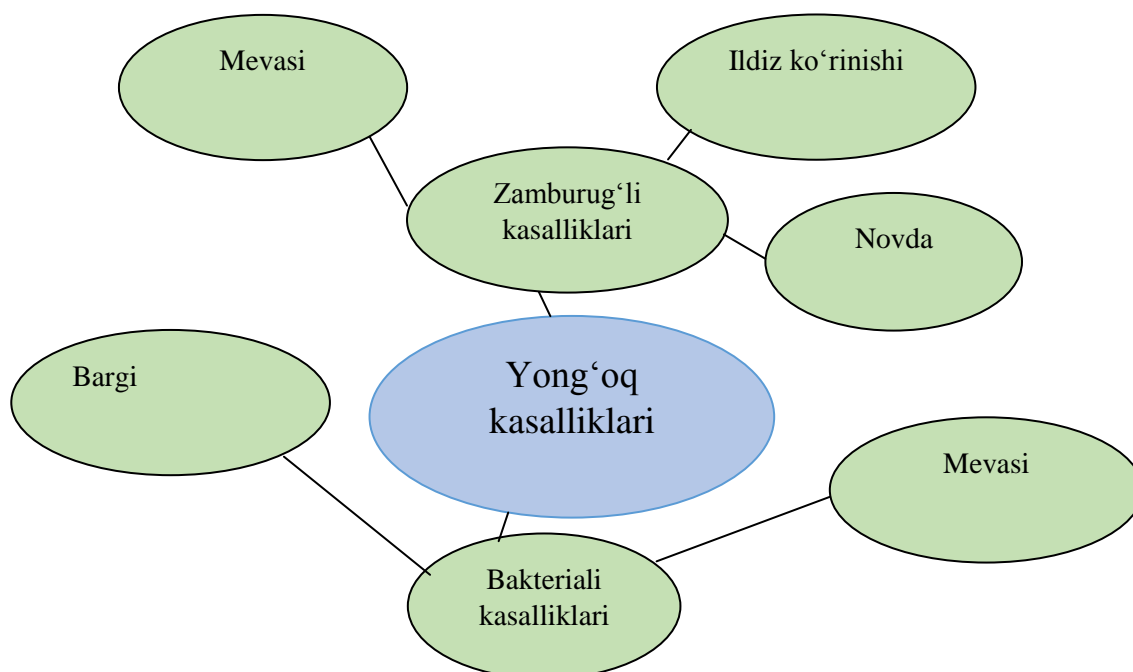 Mevasi
Ildiz ko‘rinishi
Zamburug‘li
kasalliklari
Novda
Bargi
Yong‘oq
kasalliklari
Mevasi
Bakteriali
kasalliklari